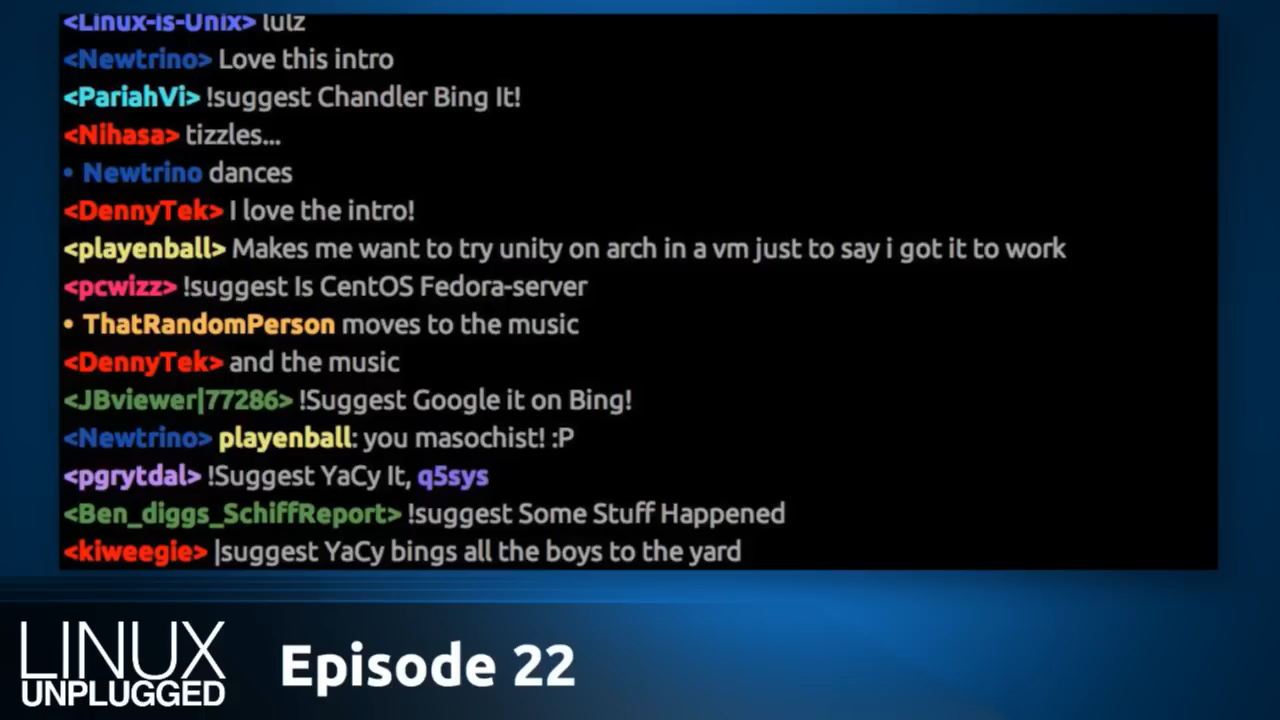 <Linux-is-Unix> lulz
<Newtrino> Love this intro
<PariahVi> !suggest Chandler Bing It!
<Nihasa> tizzles...
• Newtrino dances
<DennyTek> I love the intro!
<playenball> Makes me want to try unity on arch in a vm just to say i got it to work
<pcwizz> !suggest Is CentOS Fedora-server
• ThatRandomPerson moves to the music
<DennyTek> and the music
<JBviewer|77286> !Suggest Google it on Bing!
<Newtrino> playenball: you masochist! :P
<pgrytdal> !Suggest YaCy It, q5sys
<Ben_diggs_SchiffReport> !suggest Some Stuff Happened
<kiweegie> |suggest YaCy bings all the boys to the yard
LINUX
UNPLUGGED
Episode 22